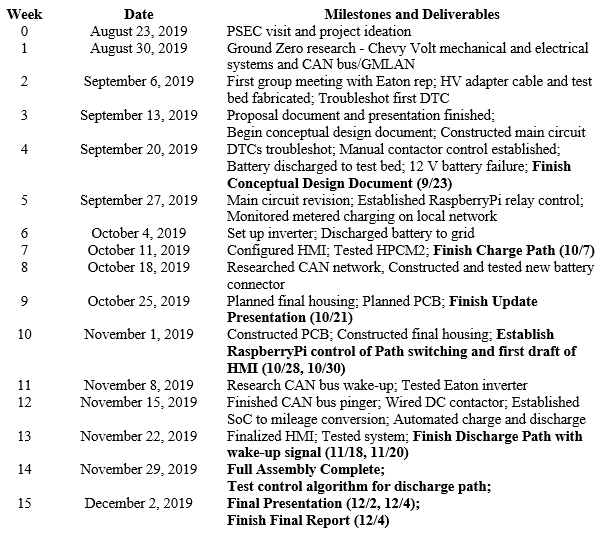 Week Date Milestones and Deliverables
0 August 23, 2019 PSEC visit and project ideation
1 August 30, 2019 Ground Zero research - Chevy Volt mechanical and electrical
systems and CAN bus/GMLAN
2 September 6, 2019 First group meeting with Eaton rep; HV adapter cable and test
bed fabricated; Troubleshot first DTC
3 September 13, 2019 Proposal document and presentation finished;
Begin conceptual design document; Constructed main circuit
4 September 20, 2019 DTCs troubleshot; Manual contactor control established;
Battery discharged to test bed; 12 V battery failure; Finish
Conceptual Design Document (9/23)
5 September 27, 2019 Main circuit revision; Established RaspberryPi relay control;
Monitored metered charging on local network
6 October 4, 2019 Set up inverter; Discharged battery to grid
7 October 11, 2019 Configured HMI; Tested HPCM2; Finish Charge Path (10/7)
8 October 18, 2019 Researched CAN network, Constructed and tested new battery
connector
9 October 25, 2019 Planned final housing; Planned PCB; Finish Update
Presentation (10/21)
10 November 1, 2019 Constructed PCB; Constructed final housing; Establish
RaspberryPi control of Path switching and first draft of
HMI (10/28, 10/30)
11 November 8, 2019 Research CAN bus wake-up; Tested Eaton inverter
12 November 15, 2019 Finished CAN bus pinger; Wired DC contactor; Established
SoC to mileage conversion; Automated charge and discharge
13 November 22, 2019 Finalized HMI; Tested system; Finish Discharge Path with
wake-up signal (11/18, 11/20)
14 November 29, 2019 Full Assembly Complete;
Test control algorithm for discharge path;
15 December 2, 2019 Final Presentation (12/2, 12/4);
Finish Final Report (12/4)